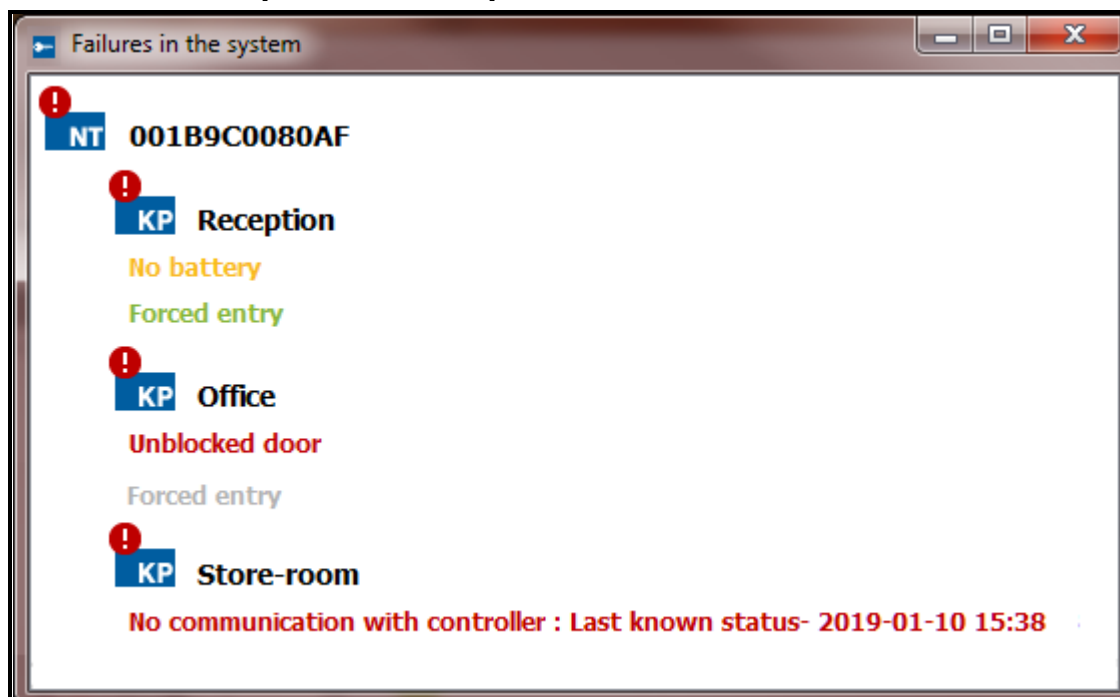 Failures in the system
NT 001B9C0080AF
KP Reception
No battery
Forced entry
KP Office
Unblocked door
Forced entry
KP Store-room
No communication with controller : Last known status- 2019-01-10 15:38